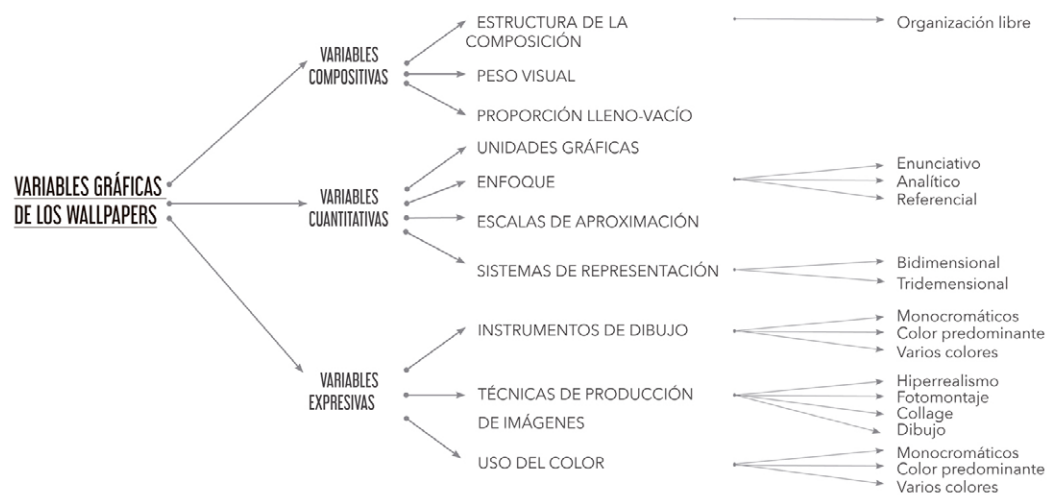 VARIABLES GRÁFICAS
DE LOS WALLPAPERS
VARIABLES
COMPOSITIVAS
ESTRUCTURA DE LA
COMPOSICIÓN
Organización libre
PESO VISUAL
PROPORCIÓN LLENO-VACÍO
VARIABLES
CUANTITATIVAS
UNIDADES GRÁFICAS
ENFOQUE
Enunciativo
Analítico
Referencial
ESCALAS DE APROXIMACIÓN
SISTEMAS DE REPRESENTACIÓN
Bidimensional
Tridemensional
VARIABLES
EXPRESIVAS
INSTRUMENTOS DE DIBUJO
Monocromáticos
Color predominante
Varios colores
TÉCNICAS DE PRODUCCIÓN
DE IMÁGENES
Hiperrealismo
Fotomontaje
Collage
Dibujo
USO DEL COLOR
Monocromáticos
Color predominante
Varios colores